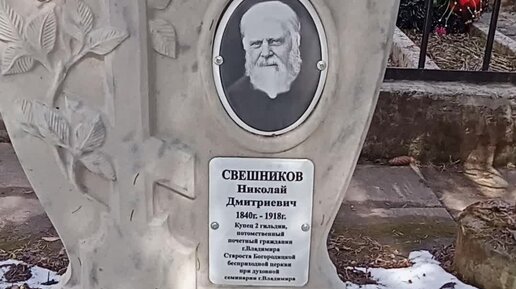 СВЕШНИКОВ
Николай
Дмитриевич
1840г. - 1918г.
Купец 2 гильдии,
потомственный
почетный гражданин
г.Владимира
Староста Богородицкой
бесприходной церкви
при духовной
семинарии г.Владимира